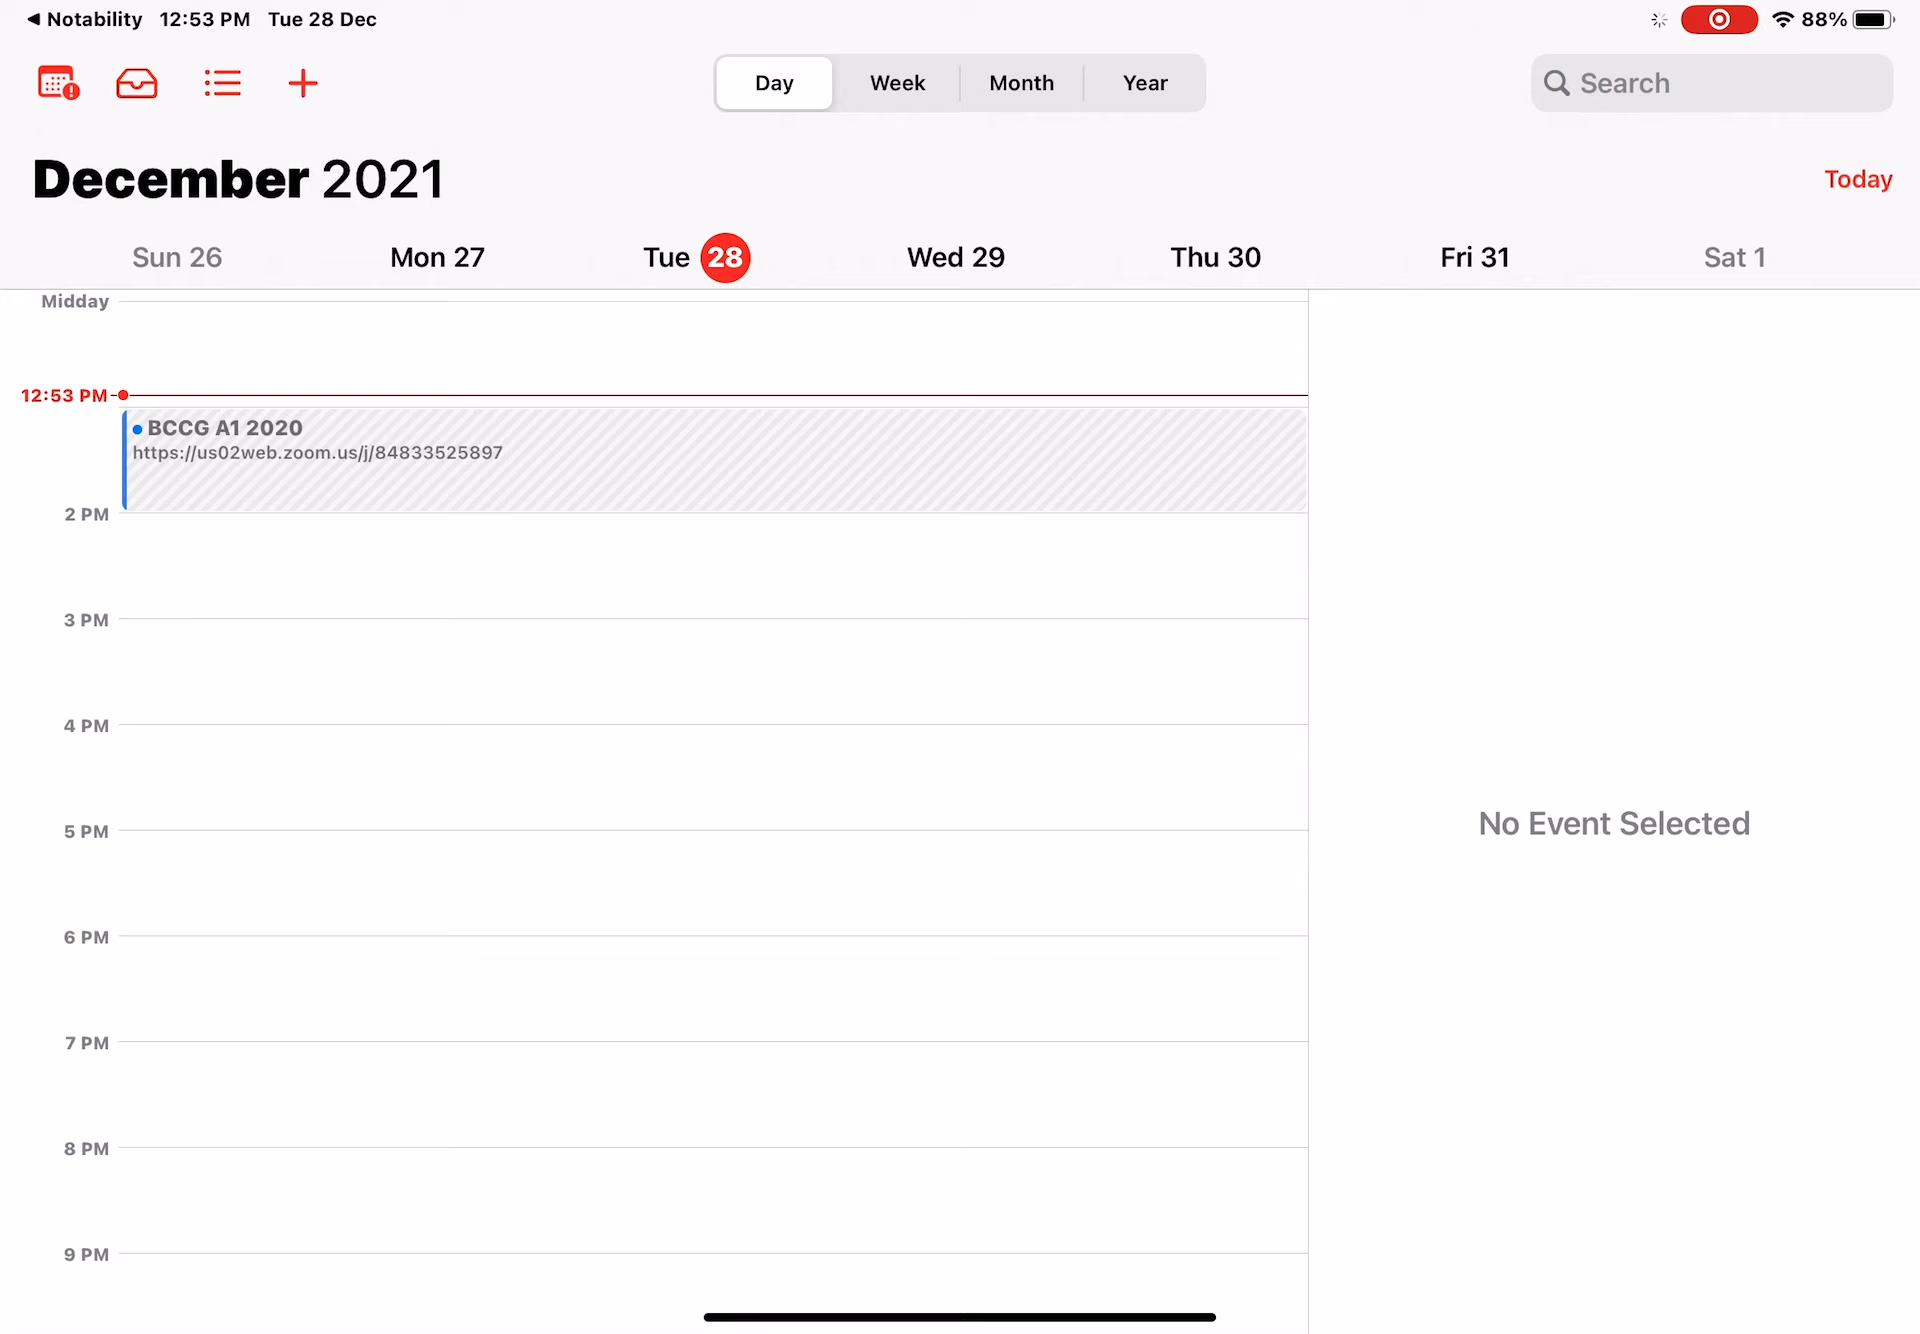 Notability 12:53 PM Tue 28 Dec
88%
Day Week Month Year
Search
December 2021
Today
Sun 26 Mon 27 Tue 28 Wed 29 Thu 30 Fri 31 Sat 1
Midday
12:53 PM
BCCG A1 2020
https://us02web.zoom.us/j/84833525897
2 PM
3 PM
4 PM
5 PM
No Event Selected
6 PM
7 PM
8 PM
9 PM